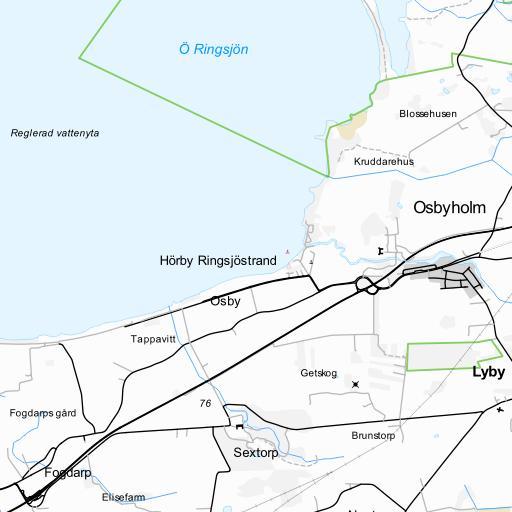 Ö Ringsjön
Blossehusen
Reglerad vattenyta
Kruddarehus
Osbyholm
Hörby Ringsjöstrand
Osby
Tappavitt
Getskog
Lyby
76
Fogdarps gård
Brunstorp
Sextorp
Fogdarp
Elisefarm